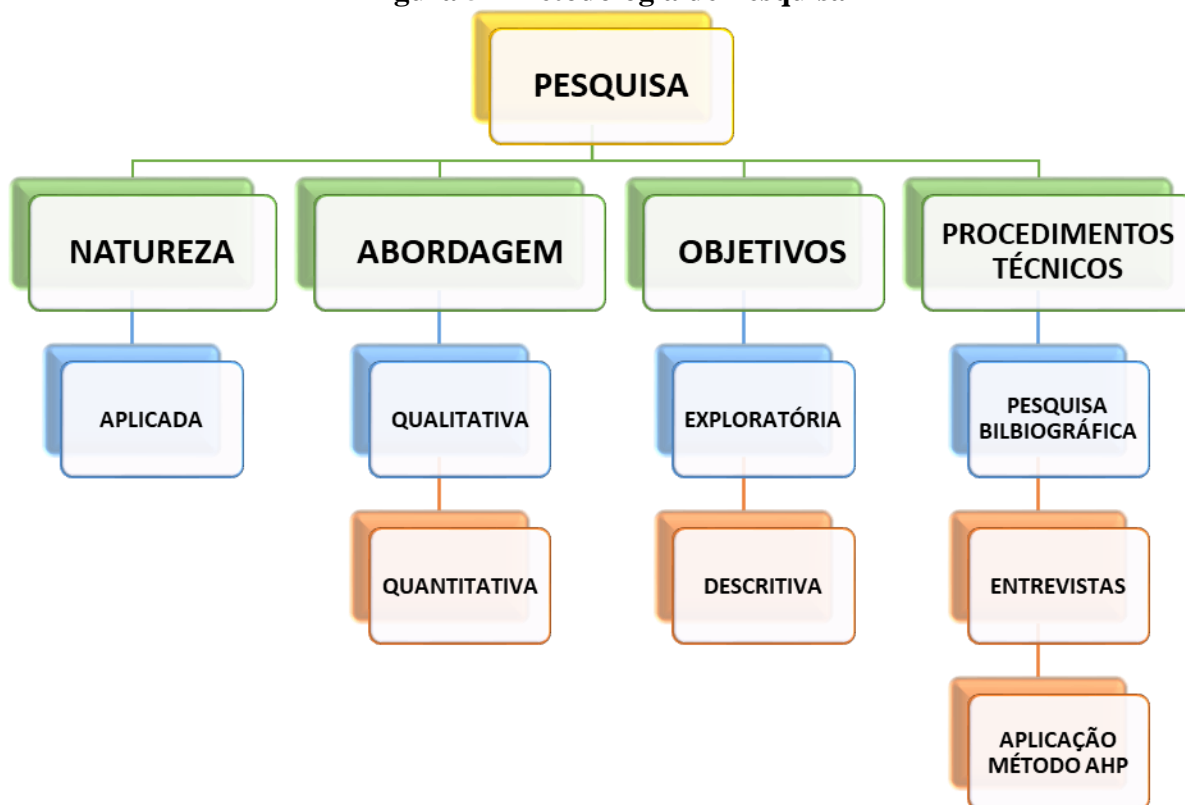 PESQUISA
NATUREZA
ABORDAGEM
OBJETIVOS
PROCEDIMENTOS
TÉCNICOS
APLICADA
QUALITATIVA
EXPLORATÓRIA
PESQUISA
BILBIOGRÁFICA
QUANTITATIVA
DESCRITIVA
ENTREVISTAS
APLICAÇÃO
MÉTODO AHP